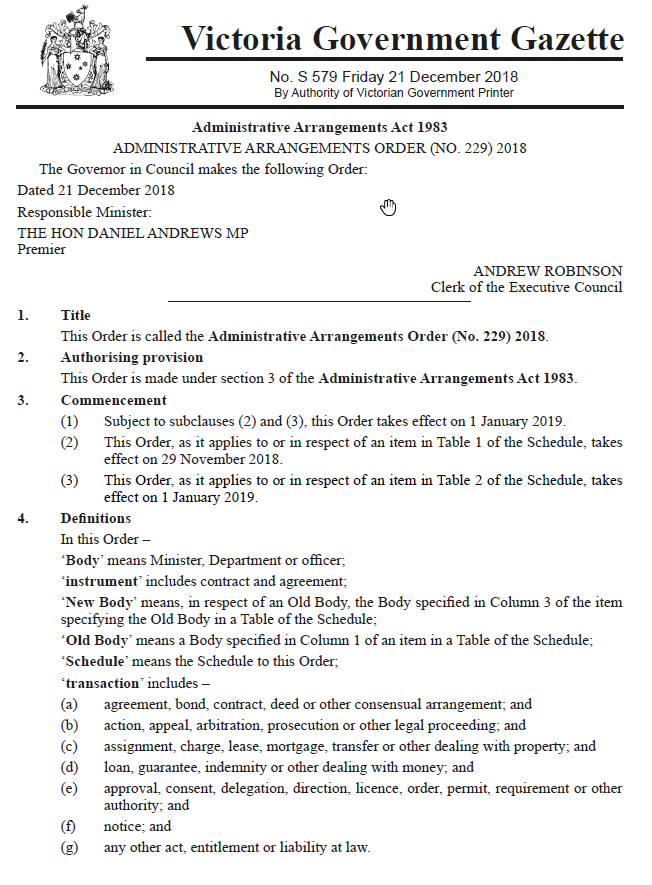 Victoria Government Gazette
No. S 579 Friday 21 December 2018
By Authority of Victorian Government Printer
Administrative Arrangements Act 1983
ADMINISTRATIVE ARRANGEMENTS ORDER (NO. 229) 2018
The Governor in Council makes the following Order:
Dated 21 December 2018
Responsible Minister:
THE HON DANIEL ANDREWS MP
Premier
ANDREW ROBINSON
Clerk of the Executive Council
1. Title
This Order is called the Administrative Arrangements Order (No. 229) 2018.
2. Authorising provision
This Order is made under section 3 of the Administrative Arrangements Act 1983.
3. Commencement
(1) Subject to subclauses (2) and (3), this Order takes effect on 1 January 2019.
(2) This Order, as it applies to or in respect of an item in Table 1 of the Schedule, takes
effect on 29 November 2018.
(3) This Order, as it applies to or in respect of an item in Table 2 of the Schedule, takes
effect on 1 January 2019.
4. Definitions
In this Order –
‘Body’ means Minister, Department or officer;
‘instrument’ includes contract and agreement;
‘New Body’ means, in respect of an Old Body, the Body specified in Column 3 of the item
specifying the Old Body in a Table of the Schedule;
‘Old Body’ means a Body specified in Column 1 of an item in a Table of the Schedule;
‘Schedule’ means the Schedule to this Order;
‘transaction’ includes –
(a) agreement, bond, contract, deed or other consensual arrangement; and
(b) action, appeal, arbitration, prosecution or other legal proceeding; and
(c) assignment, charge, lease, mortgage, transfer or other dealing with property; and
(d) loan, guarantee, indemnity or other dealing with money; and
(e) approval, consent, delegation, direction, licence, order, permit, requirement or other
authority; and
(f) notice; and
(g) any other act, entitlement or liability at law.